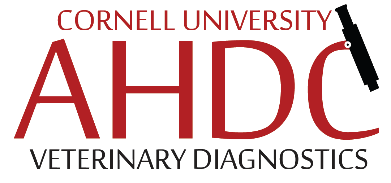 CORNELL UNIVERSITY
AHDC
VETERINARY DIAGNOSTICS